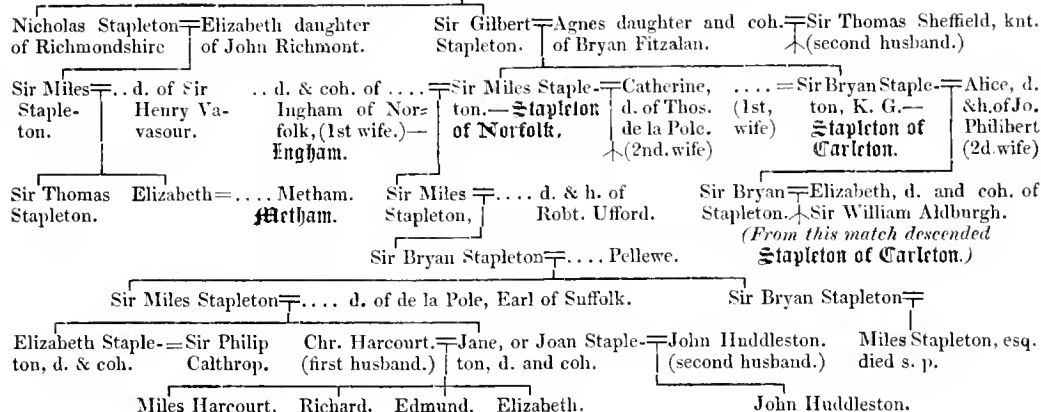 Nicholas Stapleton=Elizabeth daughter Sir Gilbert=Agnes daughter and coh.=Sir Thomas Sheffield, knt.
of Richmondshire of John Richmont. Stapleton. of Bryan Fitzalan. (second husband.)
Sir Miles=..d. of Sir ..d. & coh. of ....=Sir Miles Staple-=Catherine, ....=Sir Bryan Staple-=Alice, d.
Staple- Henry Va- Ingham of Nor- ton.—Stapleton d. of Thos. (1st, ton, K. G.— &h. of Jo.
ton. vasour. folk, (1st wife.)— of Norfolk. de la Pole. wife) Stapleton of Philibert
Ingham. (2nd. wife) Carleton. (2d. wife)
Sir Thomas Elizabeth=.... Metham. Sir Miles=.... d. & h. of Sir Bryan=Elizabeth, d. and coh. of
Stapleton. Metham. Stapleton, Robt. Ufford. Stapleton. Sir William Aldburgh.
(From this match descended
Stapleton of Carleton.)
Sir Bryan Stapleton=.... Pellewe.
Sir Miles Stapleton=.... d. of de la Pole, Earl of Suffolk. Sir Bryan Stapleton=
Elizabeth Staple-=Sir Philip Chr. Harcourt.=Jane, or Joan Staple-=John Huddleston. Miles Stapleton, esq.
ton, d. & coh. Calthrop. (first husband.) ton, d. and coh. (second husband.) died s. p.
Miles Harcourt. Richard. Edmund. Elizabeth. John Huddleston.